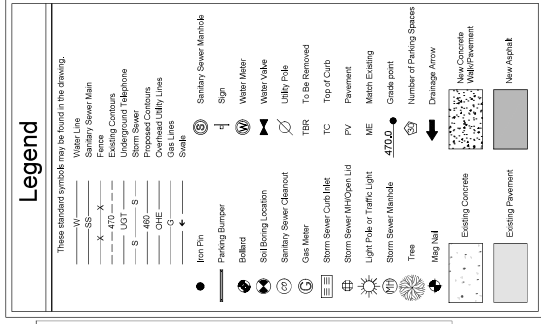 Legend
These standard symbols may be found in the drawing.
W Water Line
SS Sanitary Sewer Main
X X Fence
470 Existing Contours
UGT Underground Telephone
S S Storm Sewer
460 Proposed Contours
OHE Overhead Utility Lines
G Gas Lines
Swale
Iron Pin
Parking Bumper
Bollard
Soil Boring Location
CO Sanitary Sewer Cleanout
G Gas Meter
Storm Sewer Curb Inlet
Storm Sewer MH/Open Lid
Light Pole or Traffic Light
MH Storm Sewer Manhole
Tree
Mag Nail
S Sanitary Sewer Manhole
Sign
W Water Meter
Water Valve
Utility Pole
TBR To Be Removed
TC Top of Curb
PV Pavement
ME Match Existing
470.0 Grade point
30 Number of Parking Spaces
Drainage Arrow
Existing Concrete
New Concrete
Walk/Pavement
Existing Pavement
New Asphalt